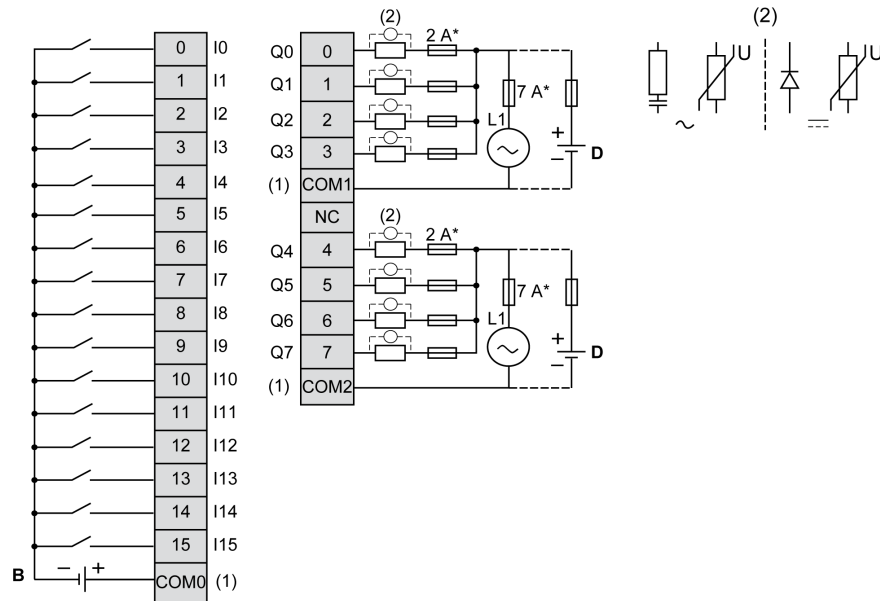 0 I0
1 I1
2 I2
3 I3
4 I4
5 I5
6 I6
7 I7
8 I8
9 I9
10 I10
11 I11
12 I12
13 I13
14 I14
15 I15
B − + COM0 (1)
(2)
Q0 0 2 A*
Q1 1 7 A*
Q2 2 L1
Q3 3 + − D
(1) COM1
NC
(2)
Q4 4 2 A*
Q5 5 7 A*
Q6 6 L1
Q7 7 + − D
(1) COM2
(2)
U U